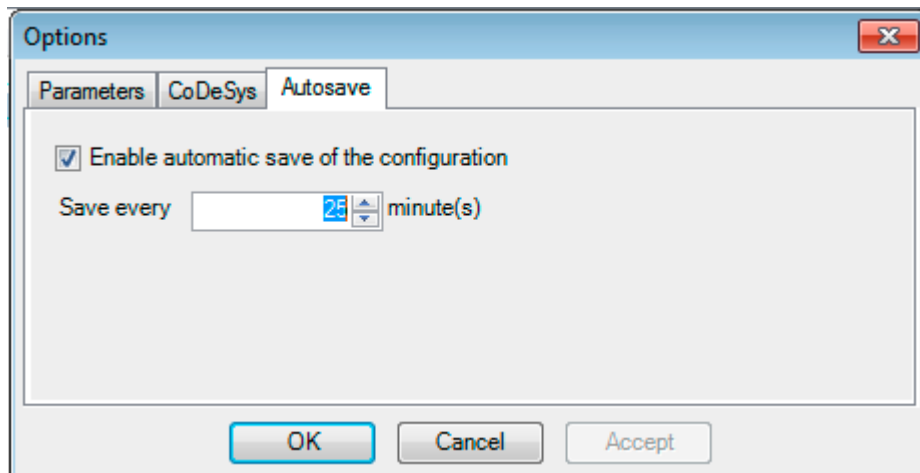 Options
Parameters CoDeSys Autosave
Enable automatic save of the configuration
Save every 25 minute(s)
OK Cancel Accept